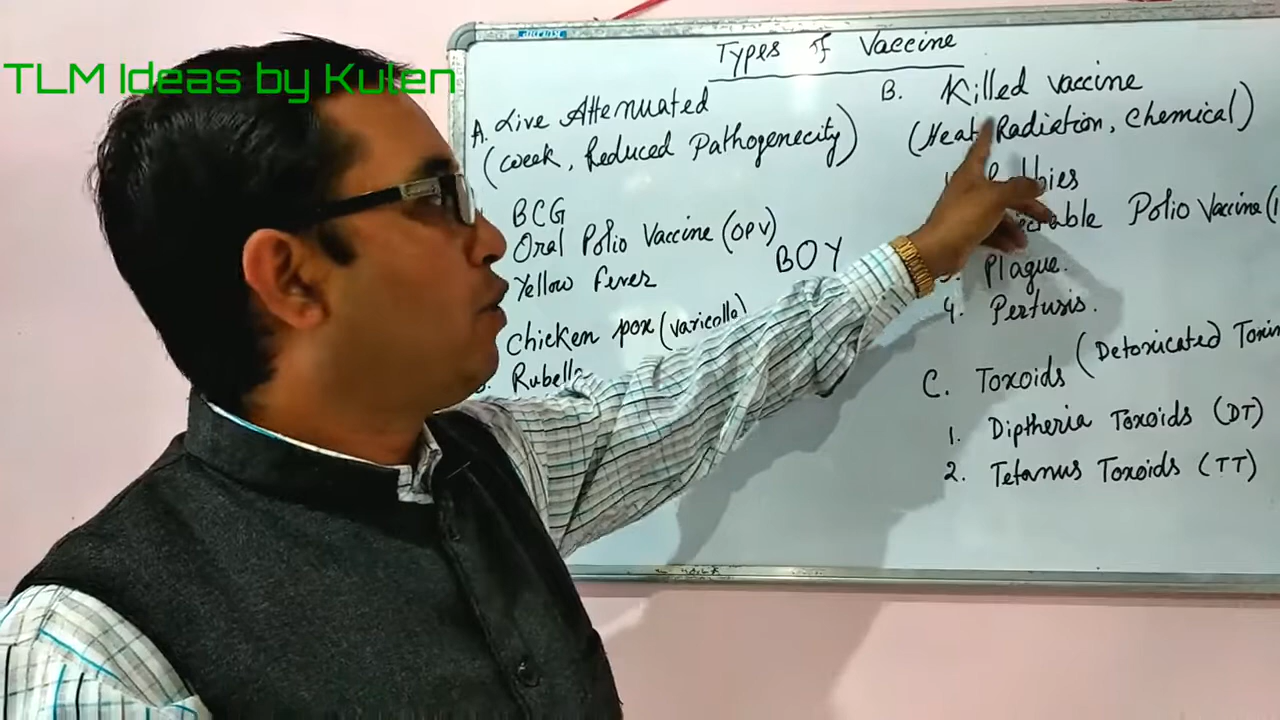 TLM Ideas by Kulen
Types of Vaccine
A. Live Attenuated
(Week, Reduced Pathogenecity)
BCG
Oral Polio Vaccine (OPV)
Yellow fever
BOY
Chicken pox (varicolla)
B. Killed vaccine
(Heat, Radiation, Chemical)
Polio Vaccine
Plague.
4. Pertusis.
C. Toxoids (Detoxicated Toxin
1. Diptheria Toxoids (DT)
2. Tetanus Toxoids (TT)